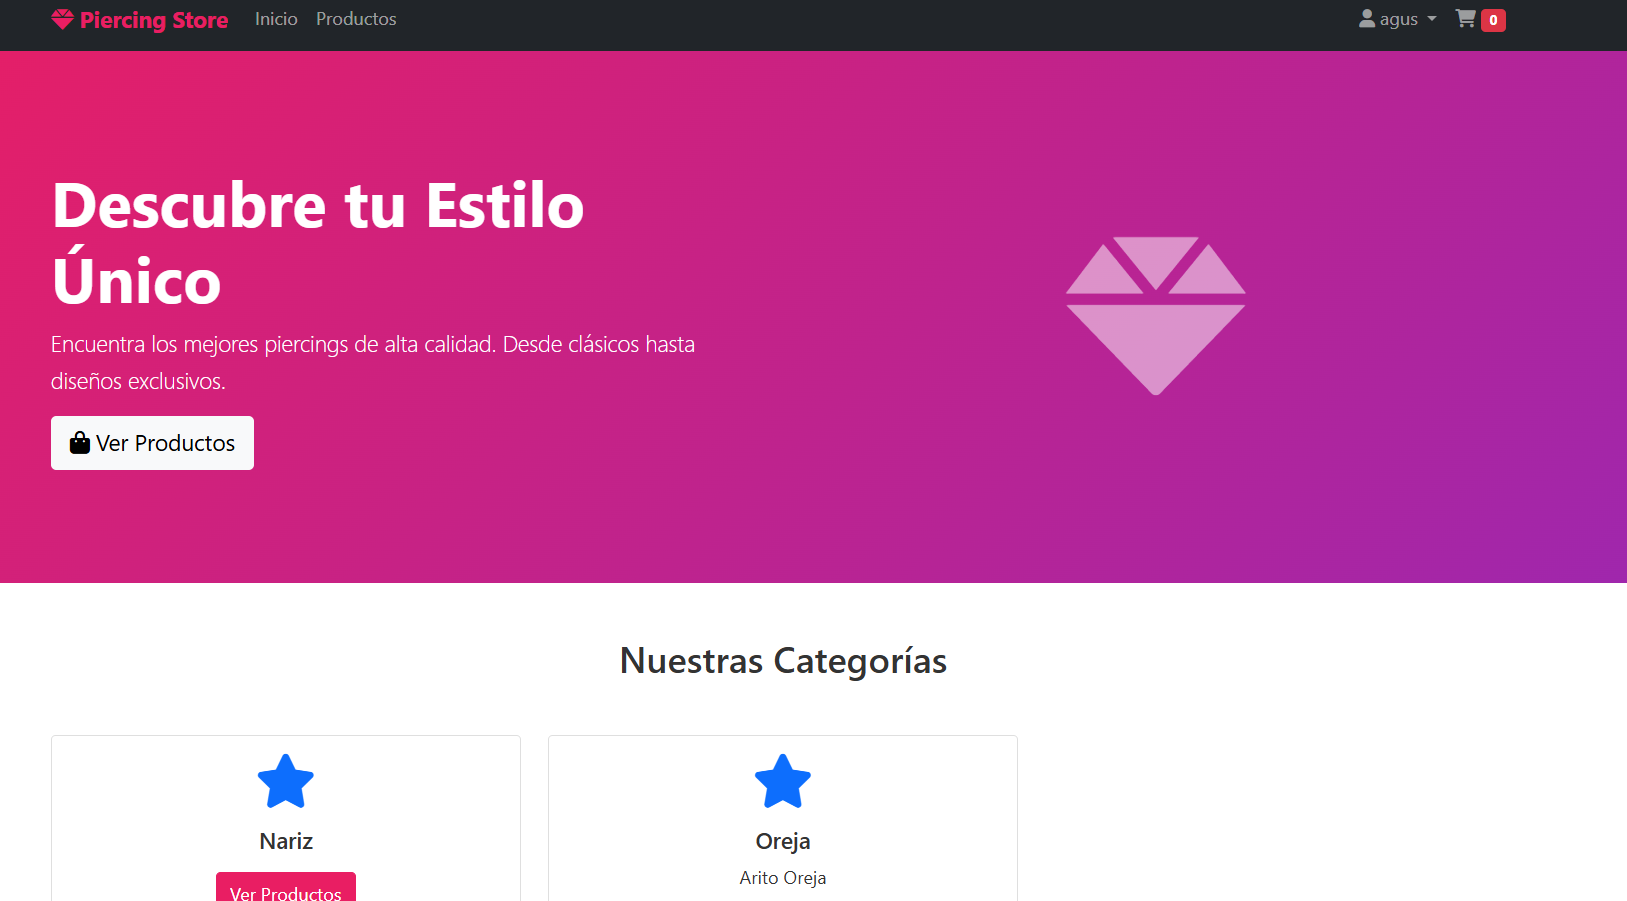 Piercing Store Inicio Productos agus 0
Descubre tu Estilo
Único
Encuentra los mejores piercings de alta calidad. Desde clásicos hasta
diseños exclusivos.
Ver Productos
Nuestras Categorías
Nariz
Ver Productos
Oreja
Arito Oreja